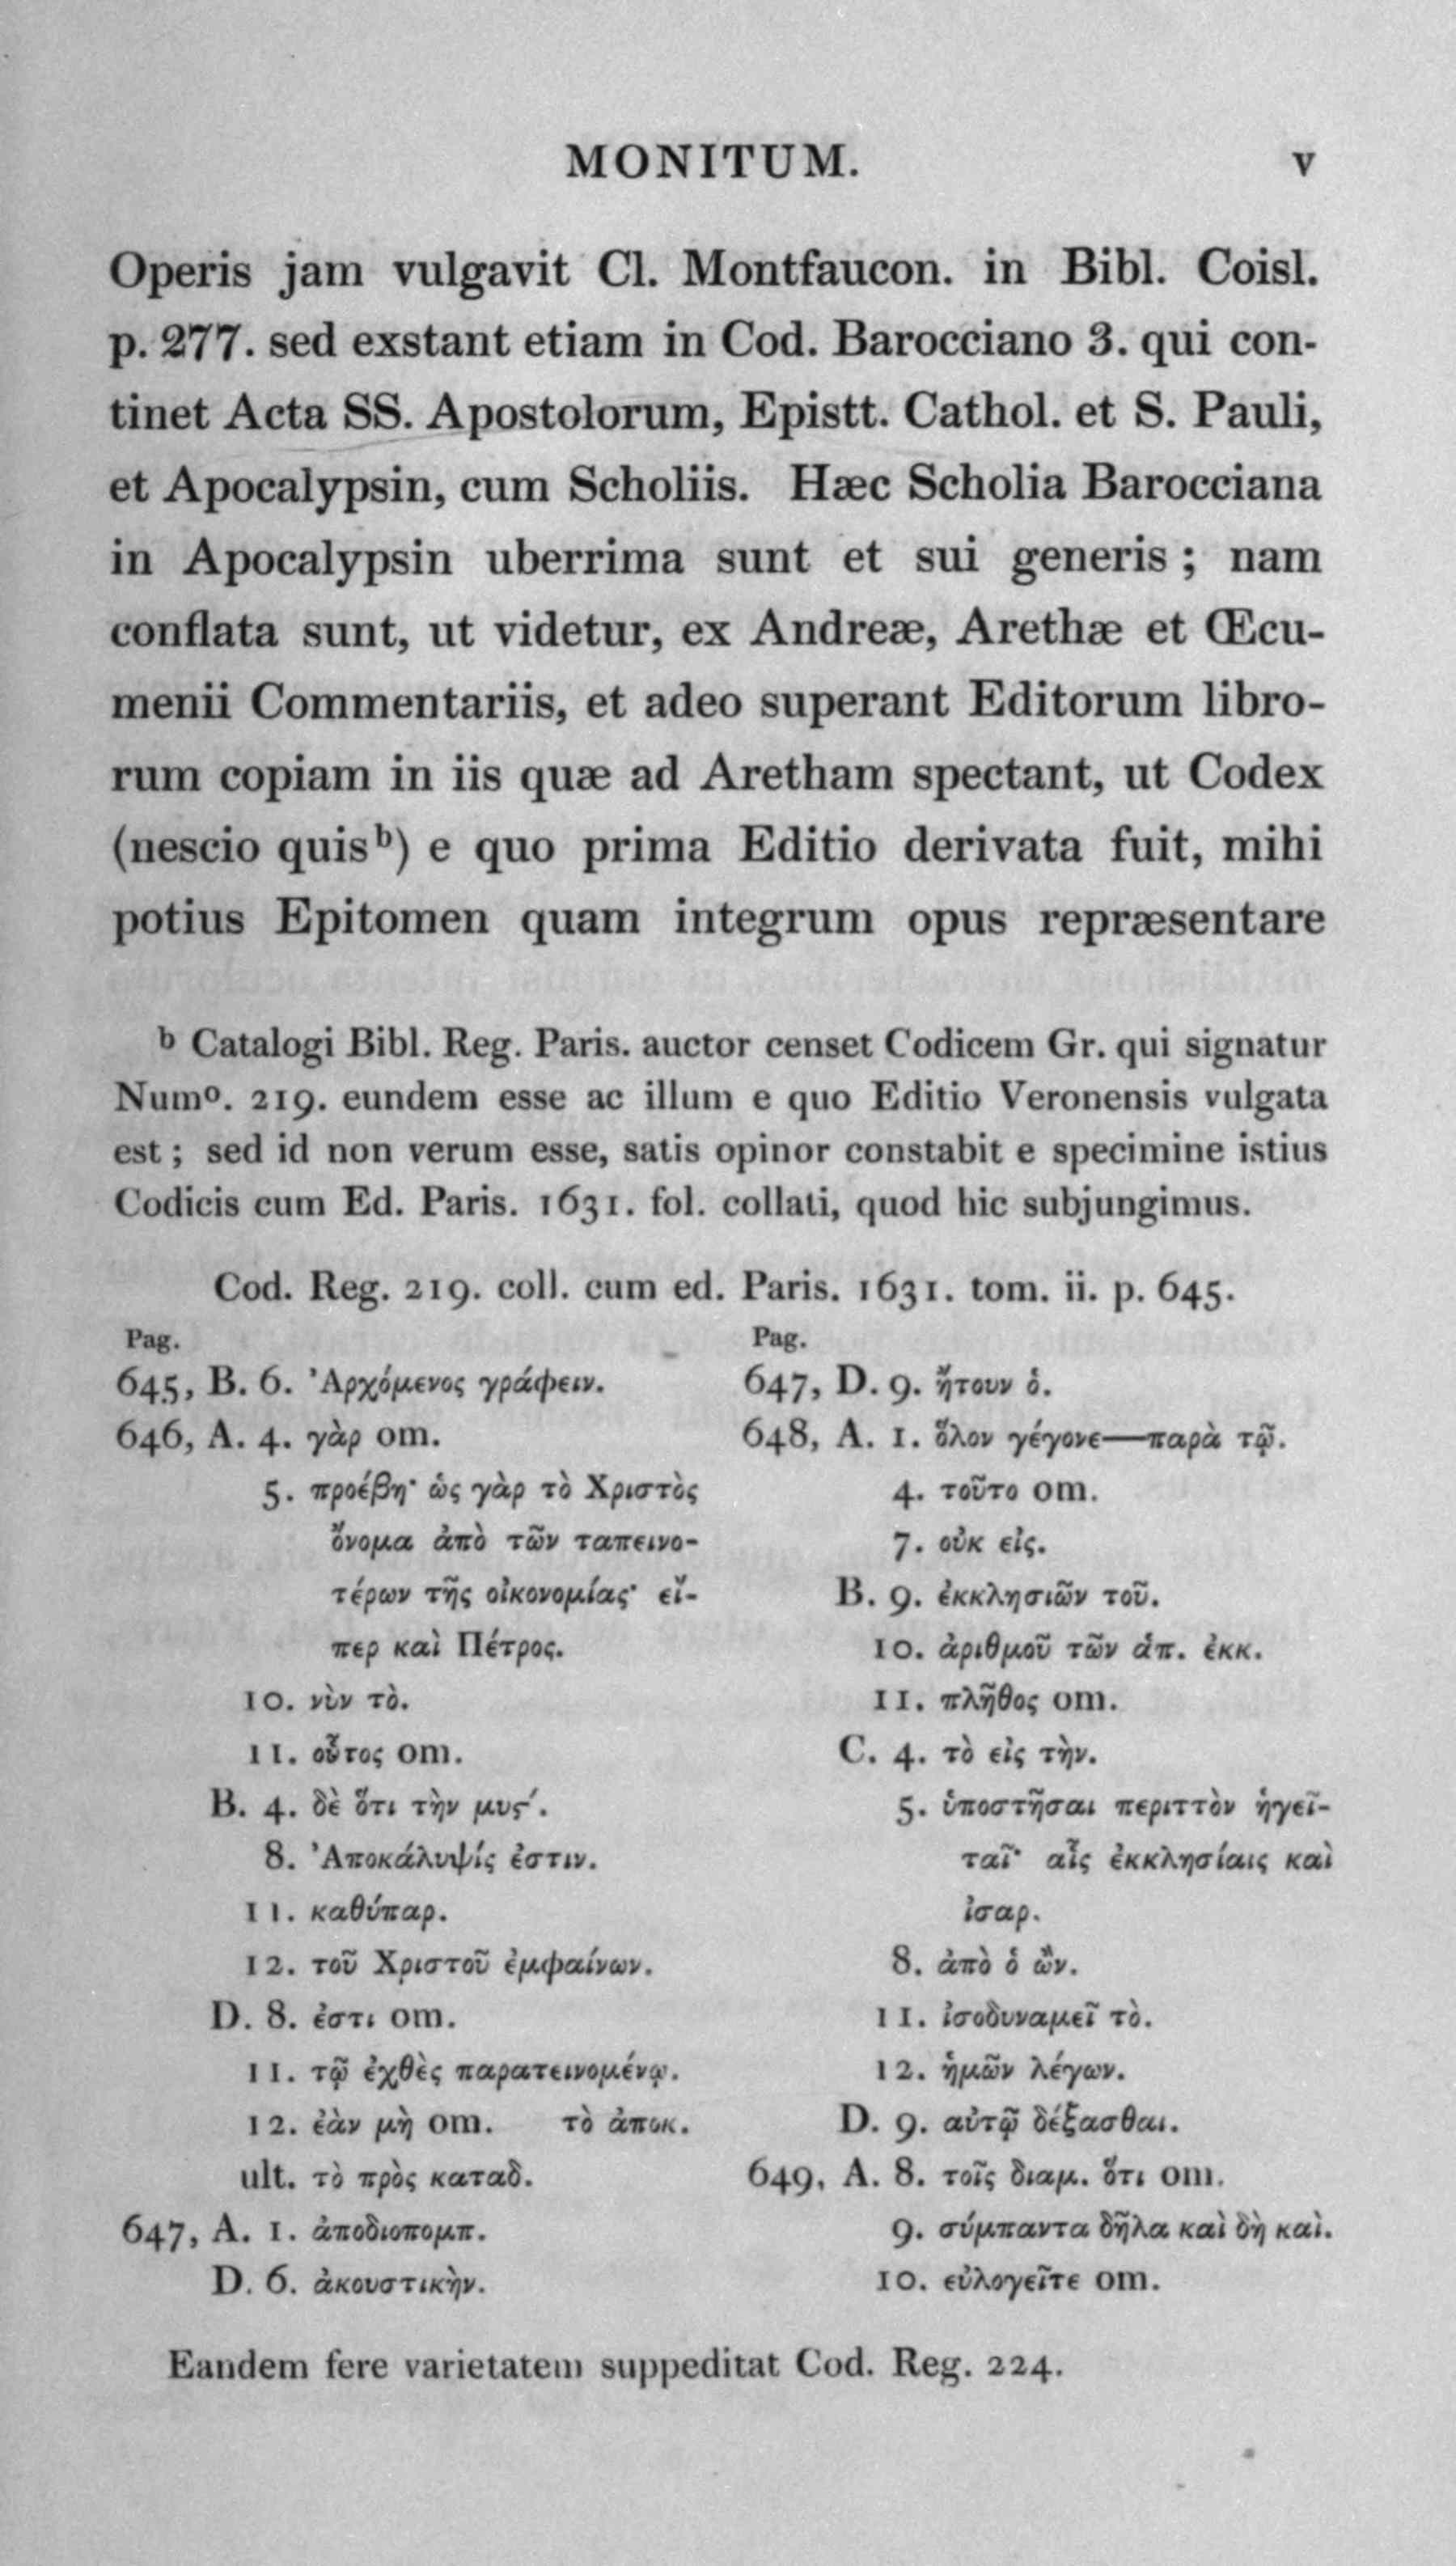 MONITUM. v
Operis jam vulgavit Cl. Montfaucon. in Bibl. Coisl.
p. 277. sed exstant etiam in Cod. Barocciano 3. qui con-
tinet Acta SS. Apostolorum, Epistt. Cathol. et S. Pauli,
et Apocalypsin, cum Scholiis. Hæc Scholia Barocciana
in Apocalypsin uberrima sunt et sui generis ; nam
conflata sunt, ut videtur, ex Andreæ, Arethæ et Œcu-
menii Commentariis, et adeo superant Editorum libro-
rum copiam in iis quæ ad Aretham spectant, ut Codex
(nescio quis ᵇ) e quo prima Editio derivata fuit, mihi
potius Epitomen quam integrum opus repræsentare
ᵇ Catalogi Bibl. Reg. Paris. auctor censet Codicem Gr. qui signatur
Numº. 219. eundem esse ac illum e quo Editio Veronensis vulgata
est ; sed id non verum esse, satis opinor constabit e specimine istius
Codicis cum Ed. Paris. 1631. fol. collati, quod hic subjungimus.
Cod. Reg. 219. coll. cum ed. Paris. 1631. tom. ii. p. 645.
Pag.
645, B. 6. Ἀρχόμενος γράφειν.
646, A. 4. γὰρ om.
5. προέβη· ὡς γὰρ τὸ Χριστὸς
ὄνομα ἀπὸ τῶν ταπεινο-
τέρων τῆς οἰκονομίας· εἴ-
περ καὶ Πέτρος.
10. νῦν τὸ.
11. οὗτος om.
B. 4. δὲ ὅτι τὴν μυς´.
8. Ἀποκάλυψίς ἐστιν.
11. καθύπαρ.
12. τοῦ Χριστοῦ ἐμφαίνων.
D. 8. ἐστι om.
11. τῷ ἐχθὲς παρατεινομένῳ.
12. ἐὰν μὴ om. τὸ ἀποκ.
ult. τὸ πρὸς καταδ.
647, A. 1. ἀποδιοπομπ.
D. 6. ἀκουστικὴν.
Pag.
647, D. 9. ἤτουν ὁ.
648, A. 1. ὅλον γέγονε—παρὰ τῷ.
4. τοῦτο om.
7. οὐκ εἰς.
B. 9. ἐκκλησιῶν τοῦ.
10. ἀριθμοῦ τῶν ἁπ. ἐκκ.
11. πλῆθος om.
C. 4. τὸ εἰς τὴν.
5. ὑποστῆσαι περιττὸν ἡγεῖ-
ταῖ· αἷς ἐκκλησίαις καὶ
ἰσαρ.
8. ἀπὸ ὁ ὢν.
11. ἰσοδυναμεῖ τὸ.
12. ἡμῶν λέγων.
D. 9. αὐτῷ δέξασθαι.
649, A. 8. τοῖς διαμ. ὅτι om.
9. σύμπαντα δῆλα καὶ δὴ καὶ.
10. εὐλογεῖτε om.
Eandem fere varietatem suppeditat Cod. Reg. 224.